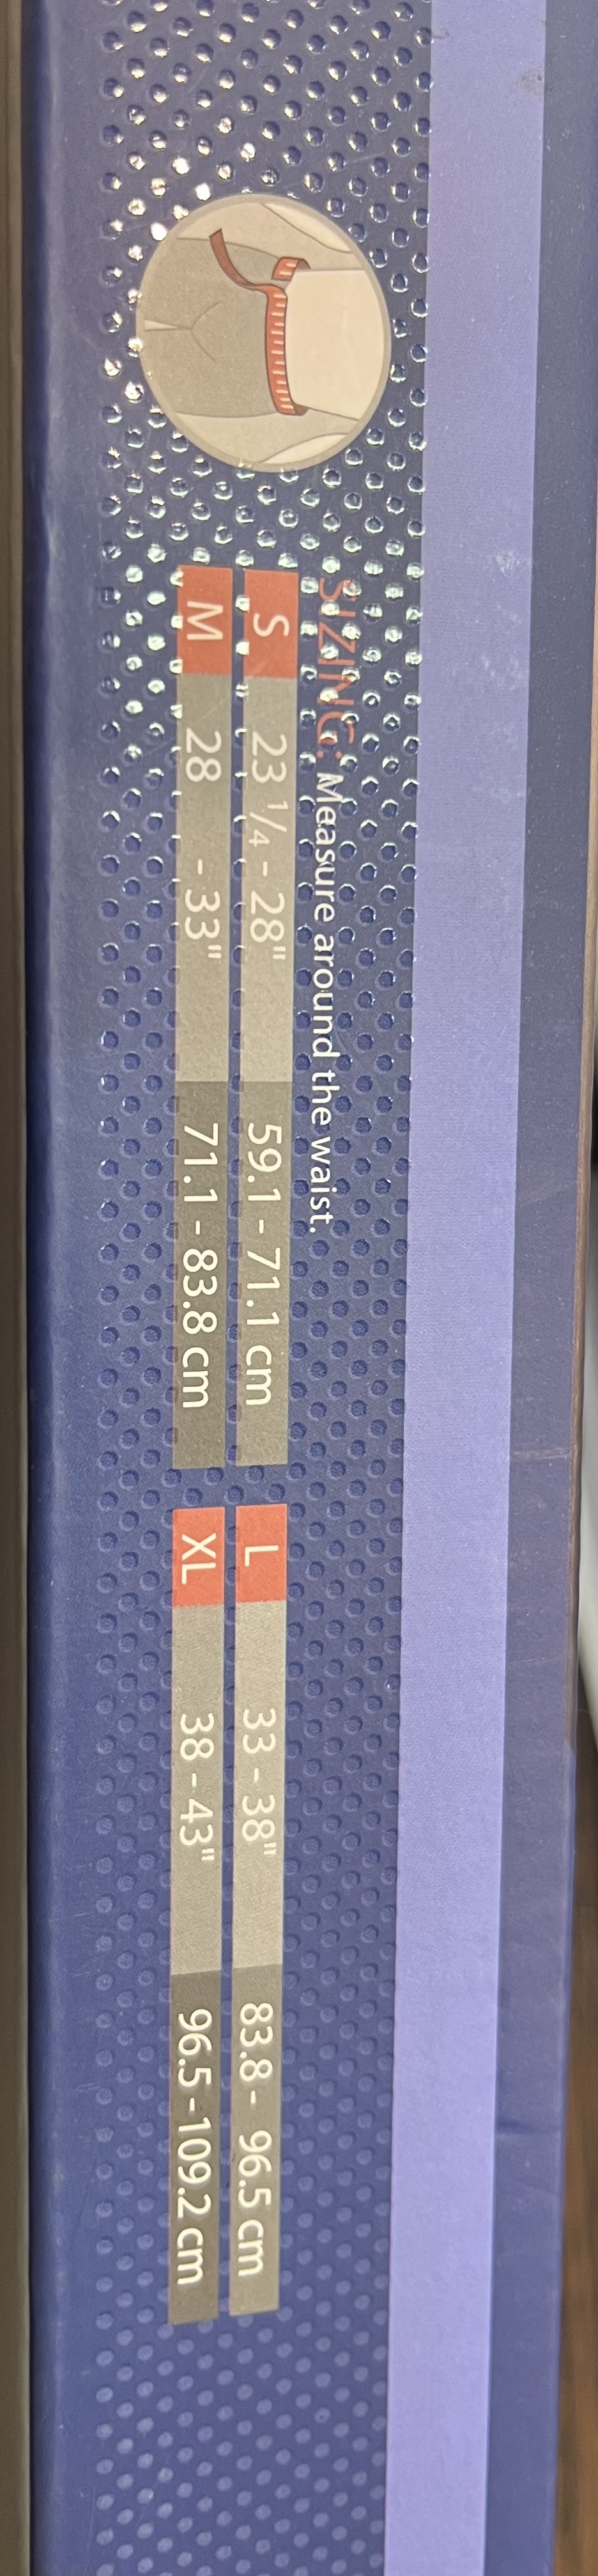 SIZING: Measure around the waist.
S 23 1/4 - 28" 59.1 - 71.1 cm
M 28 - 33" 71.1 - 83.8 cm
L 33 - 38" 83.8 - 96.5 cm
XL 38 - 43" 96.5 - 109.2 cm